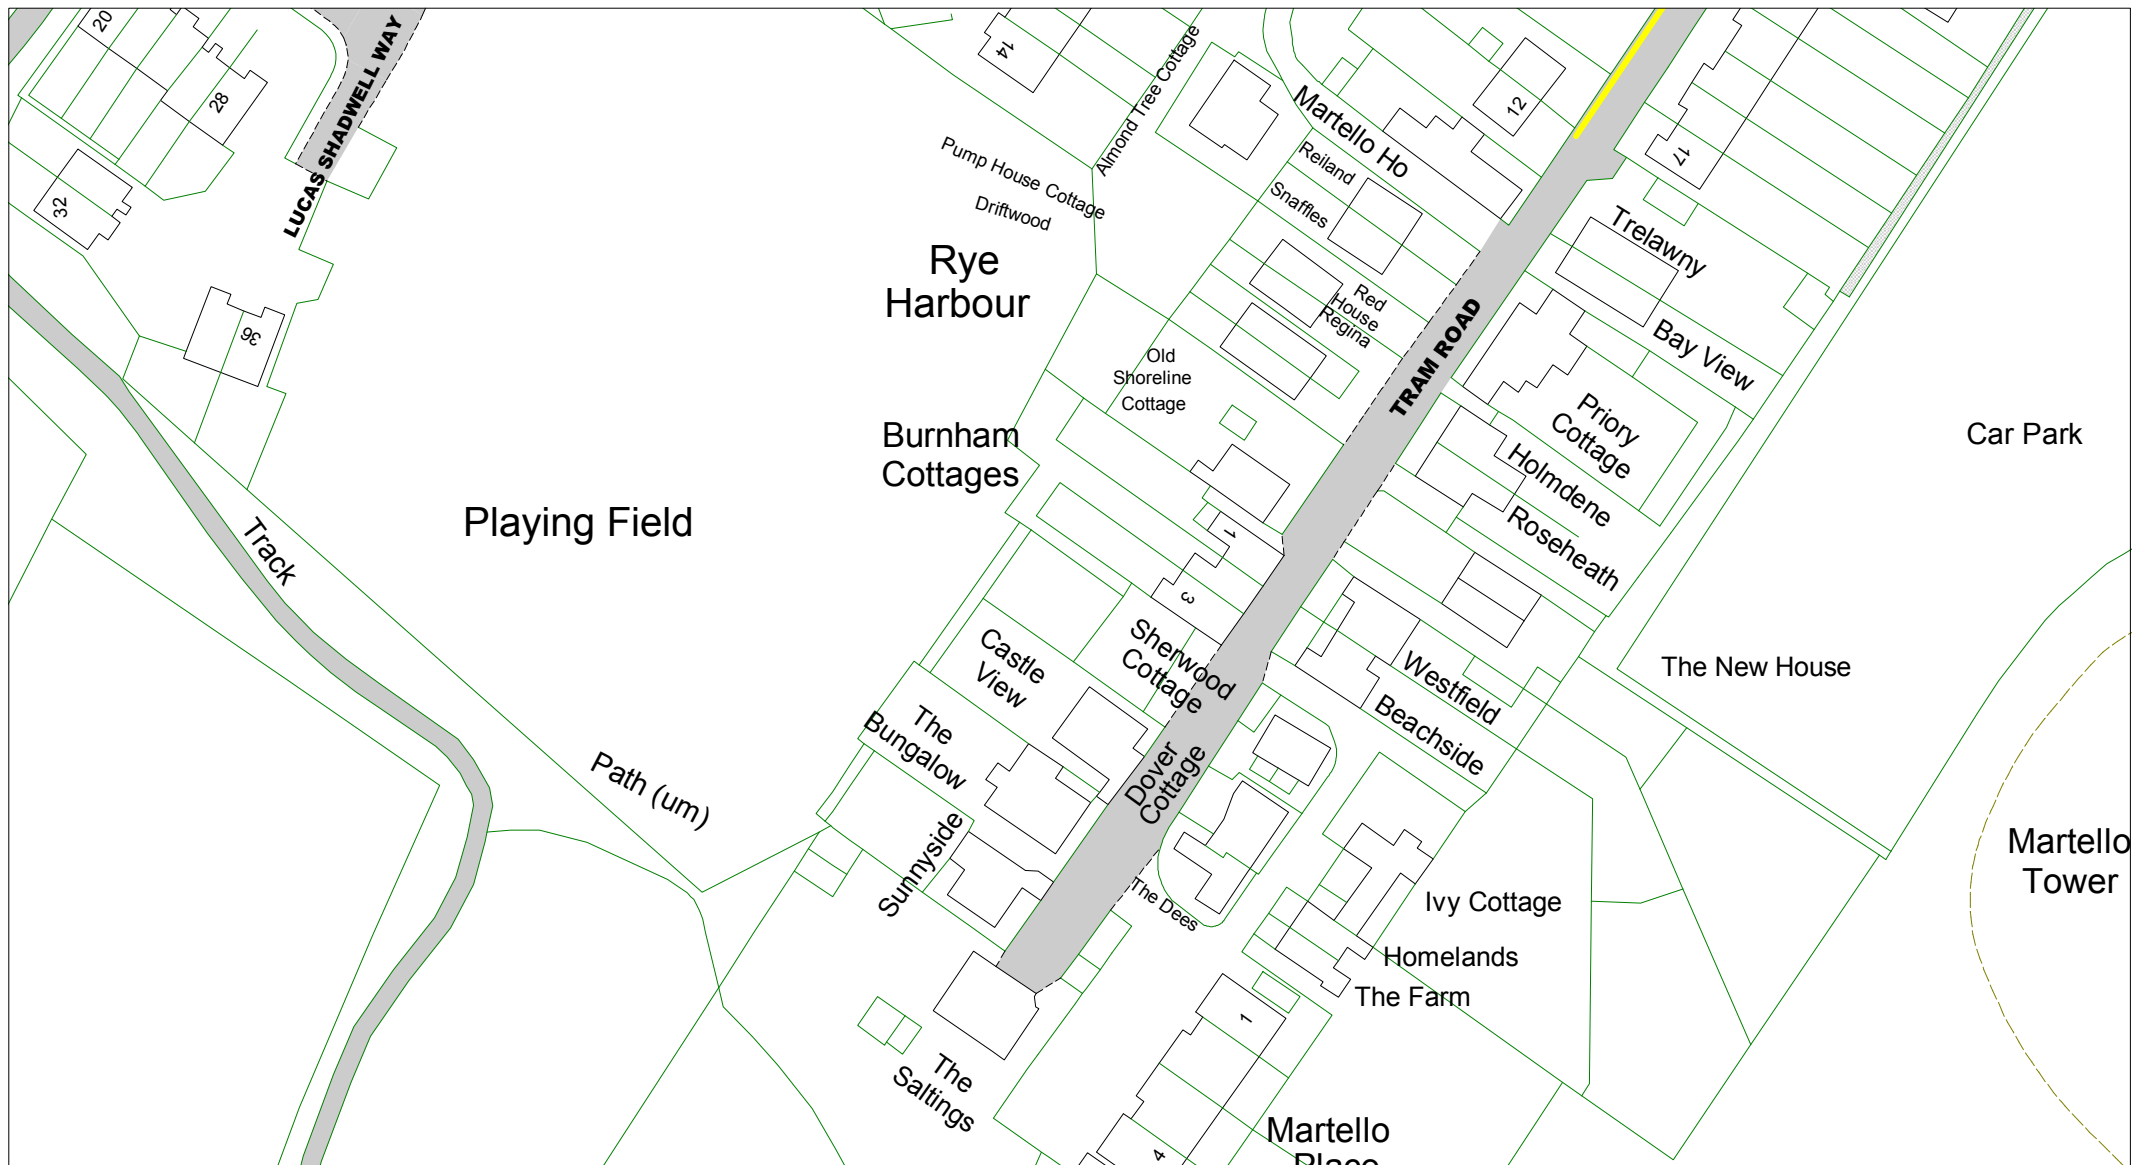 20
28
32
36
LUCAS SHADWELL WAY
14
Almond Tree Cottage
Pump House Cottage
Driftwood
Rye
Harbour
Martello Ho
12
17
Reiland
Snaffles
Red
House
Regina
Trelawny
Bay View
TRAM ROAD
Old
Shoreline
Cottage
Priory
Cottage
Holmdene
Roseheath
Car Park
Burnham
Cottages
Playing Field
Track
1
3
Sherwood
Cottage
Castle
View
The
Bungalow
Westfield
Beachside
The New House
Path (um)
Dover
Cottage
Sunnyside
The Dees
Martello
Tower
Ivy Cottage
Homelands
The Farm
The
Saltings
1
4
Martello
Place